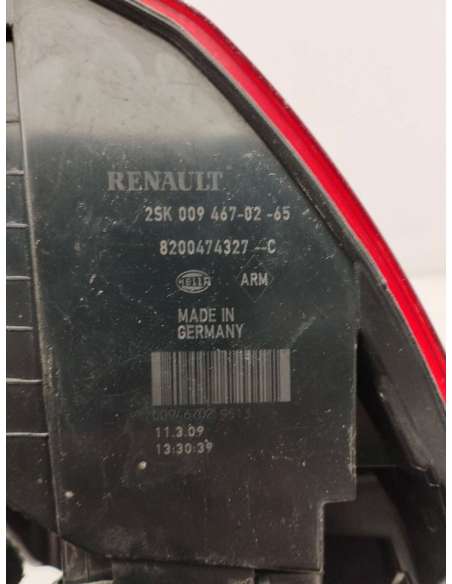 RENAULT
2SK 009 467-02 -65
8200474327--C
HELLA ARM
MADE IN
GERMANY
11.3.09
13:30:39